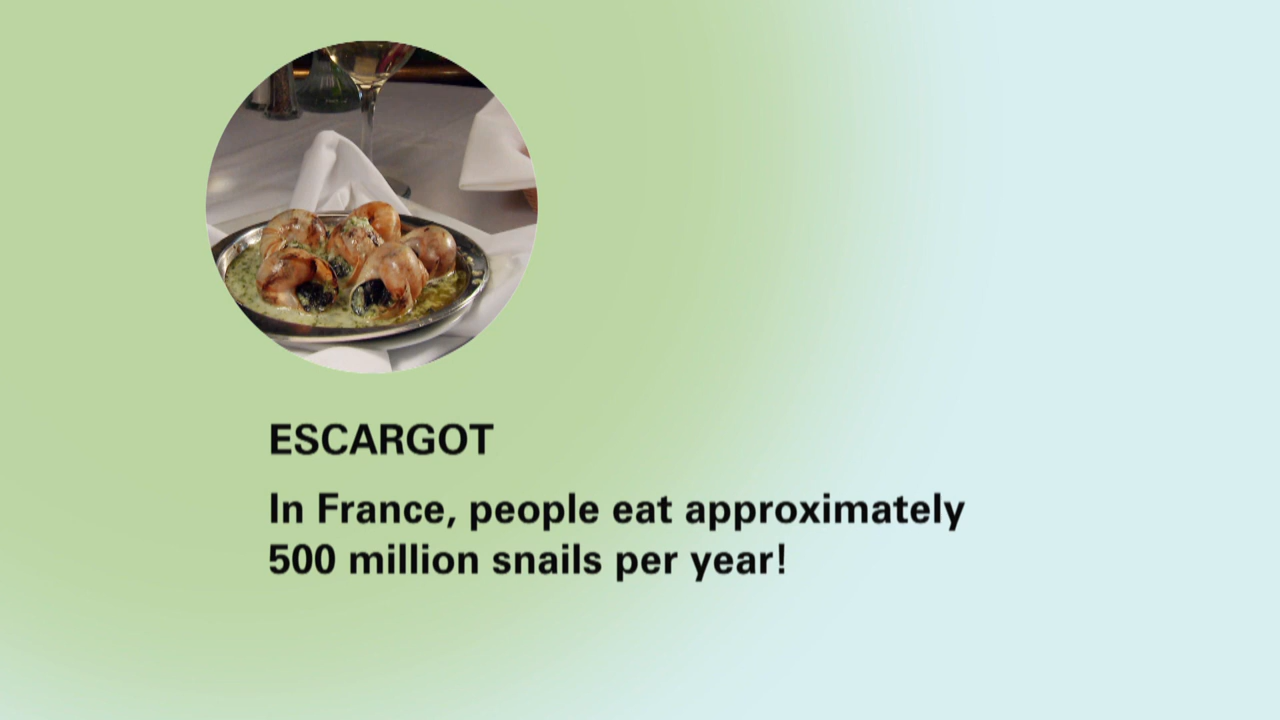 ESCARGOT
In France, people eat approximately
500 million snails per year!